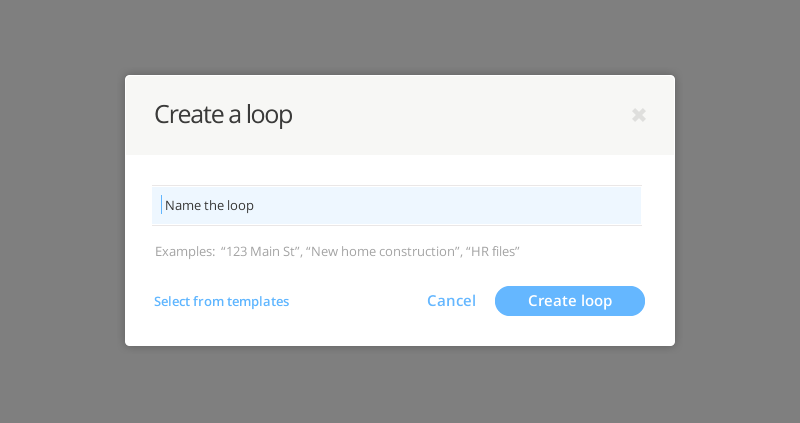 Create a loop
Name the loop
Examples: “123 Main St”, “New home construction”, “HR files”
Select from templates
Cancel
Create loop